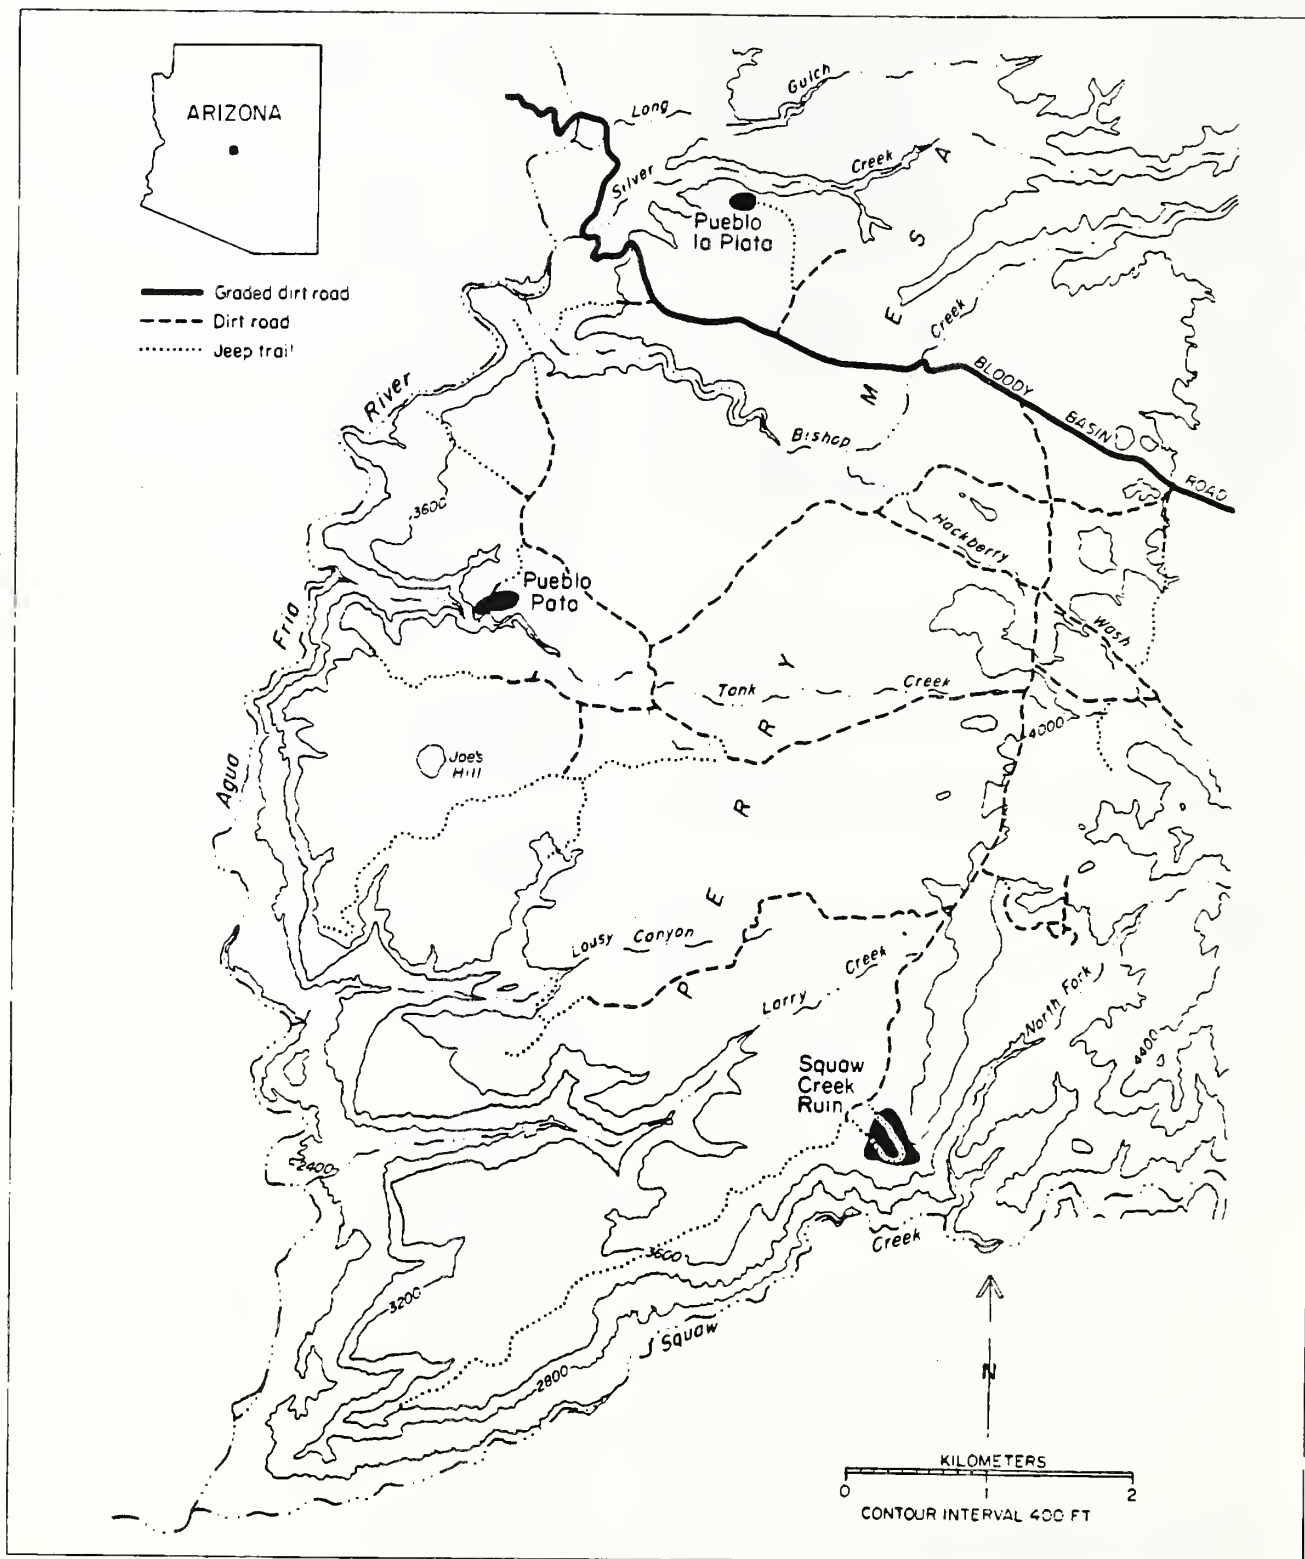 ARIZONA
Graded dirt road
Dirt road
Jeep trail
Long
Gulch
Silver
Creek
Pueblo
la Plata
Creek
BLOODY
BASIN
ROAD
River
Bishop
3600
Hackberry
Wash
Pueblo
Pato
Fria
Tank
Creek
4000
Joe's
Hill
Agua
PERRY
MESA
Lousy Canyon
Larry
Creek
North Fork
4400
Squaw
Creek
Ruin
2400
3600
Creek
3200
Squaw
2800
N
KILOMETERS
0 1 2
CONTOUR INTERVAL 400 FT